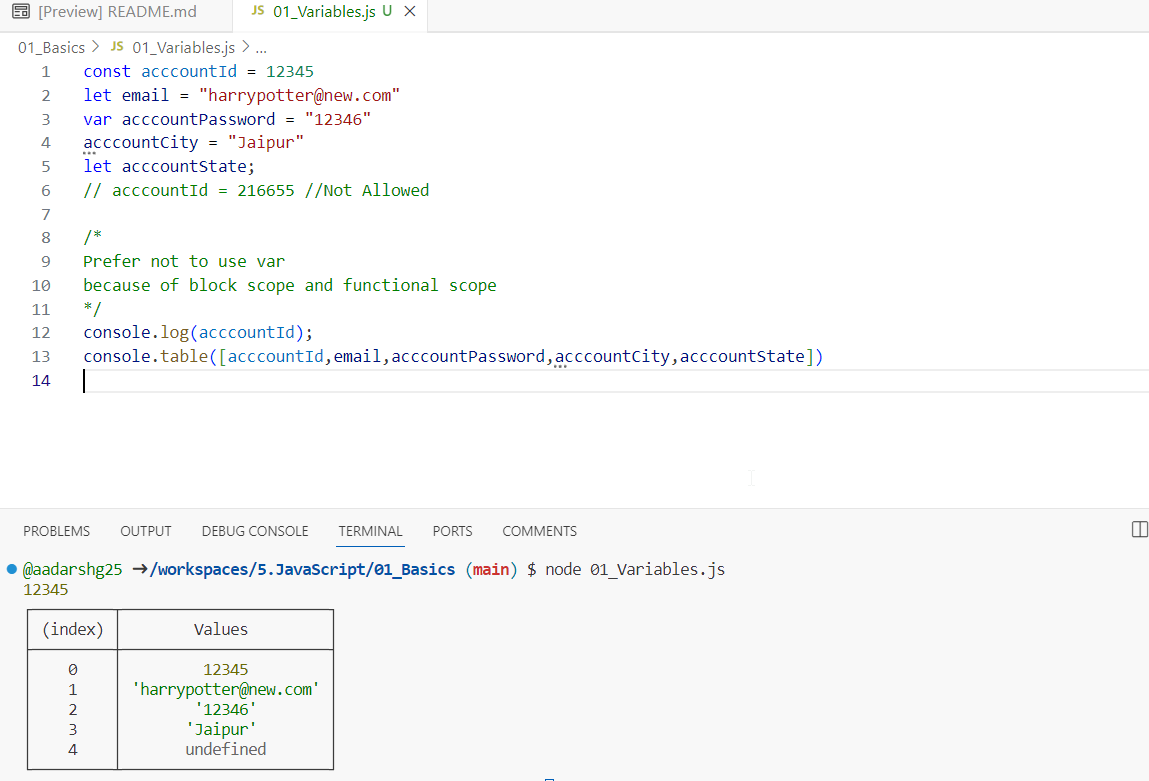 [Preview] README.md JS 01_Variables.js U
01_Basics > JS 01_Variables.js > ...
1 const acccountId = 12345
2 let email = "harrypotter@new.com"
3 var acccountPassword = "12346"
4 acccountCity = "Jaipur"
5 let acccountState;
6 // acccountId = 216655 //Not Allowed
7
8 /*
9 Prefer not to use var
10 because of block scope and functional scope
11 */
12 console.log(acccountId);
13 console.table([acccountId,email,acccountPassword,acccountCity,acccountState])
14
PROBLEMS OUTPUT DEBUG CONSOLE TERMINAL PORTS COMMENTS
@aadarshg25 ➜/workspaces/5.JavaScript/01_Basics (main) $ node 01_Variables.js
12345
(index) Values
0 12345
1 'harrypotter@new.com'
2 '12346'
3 'Jaipur'
4 undefined